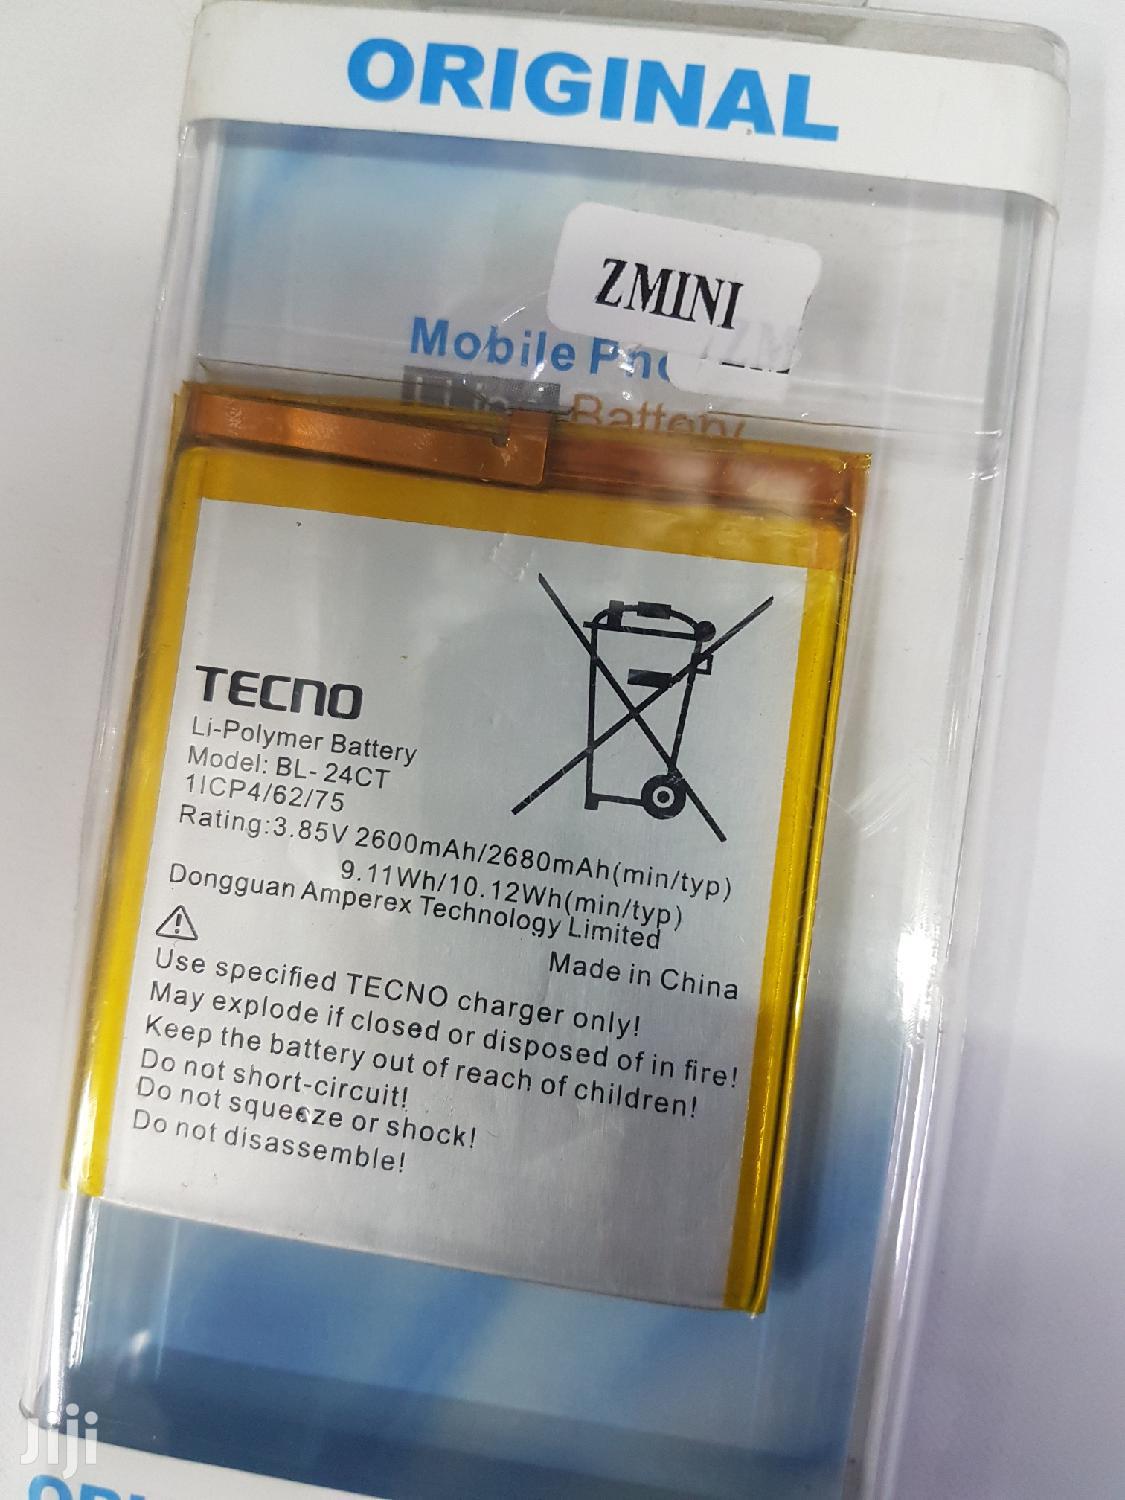 ORIGINAL
ZMINI
Mobile
Battery
TECNO
Li-Polymer Battery
Model: BL- 24CT
1ICP4/62/75
Rating:3.85V 2600mAh/2680mAh(min/typ)
9.11Wh/10.12Wh(min/typ)
Dongguan Amperex Technology Limited
Made in China
Use specified TECNO charger only!
May explode if closed or disposed of in fire!
Keep the battery out of reach of children!
Do not short-circuit!
Do not squeeze or shock!
Do not disassemble!
Jiji